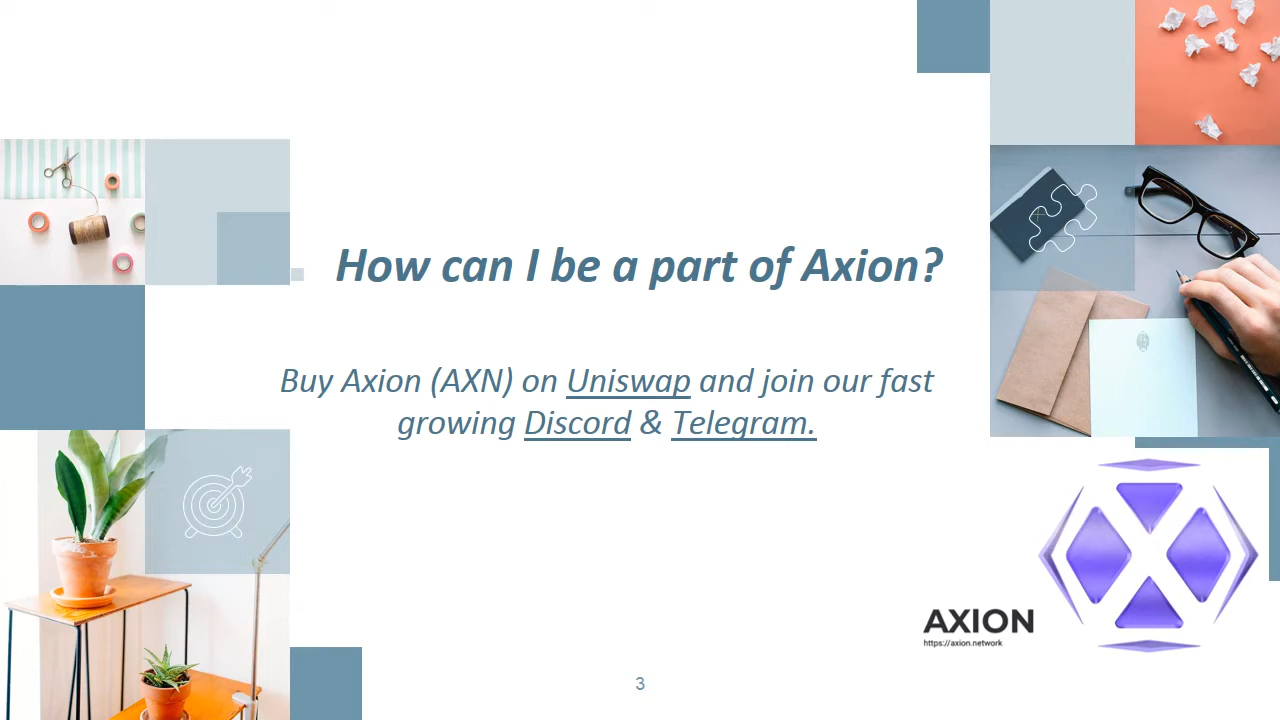 How can I be a part of Axion?
Buy Axion (AXN) on Uniswap and join our fast
growing Discord & Telegram.
AXION
https://axion.network
3